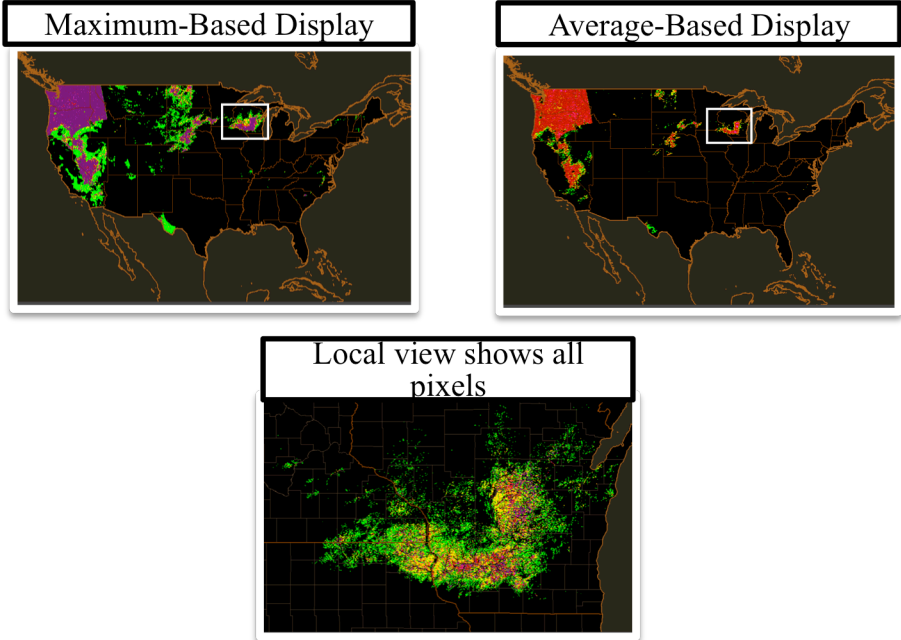 Maximum-Based Display
Average-Based Display
Local view shows all
pixels